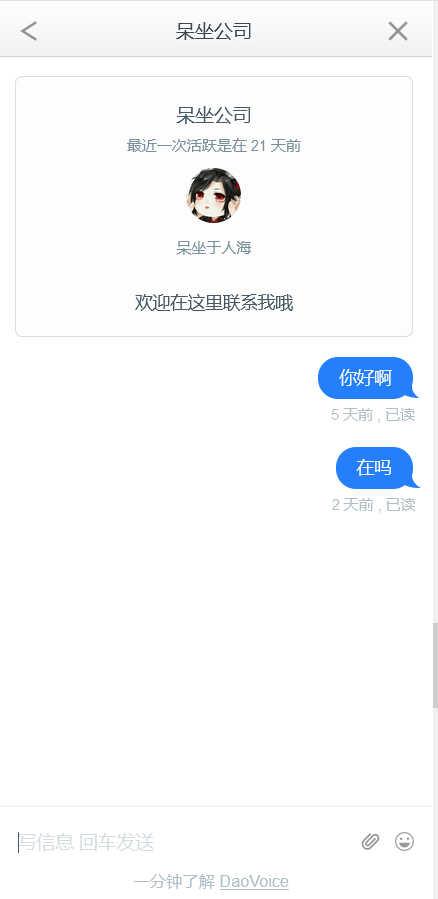 呆坐公司
呆坐公司
最近一次活跃是在 21 天前
呆坐于人海
欢迎在这里联系我哦
你好啊
5 天前 , 已读
在吗
2 天前 , 已读
写信息 回车发送
一分钟了解 DaoVoice